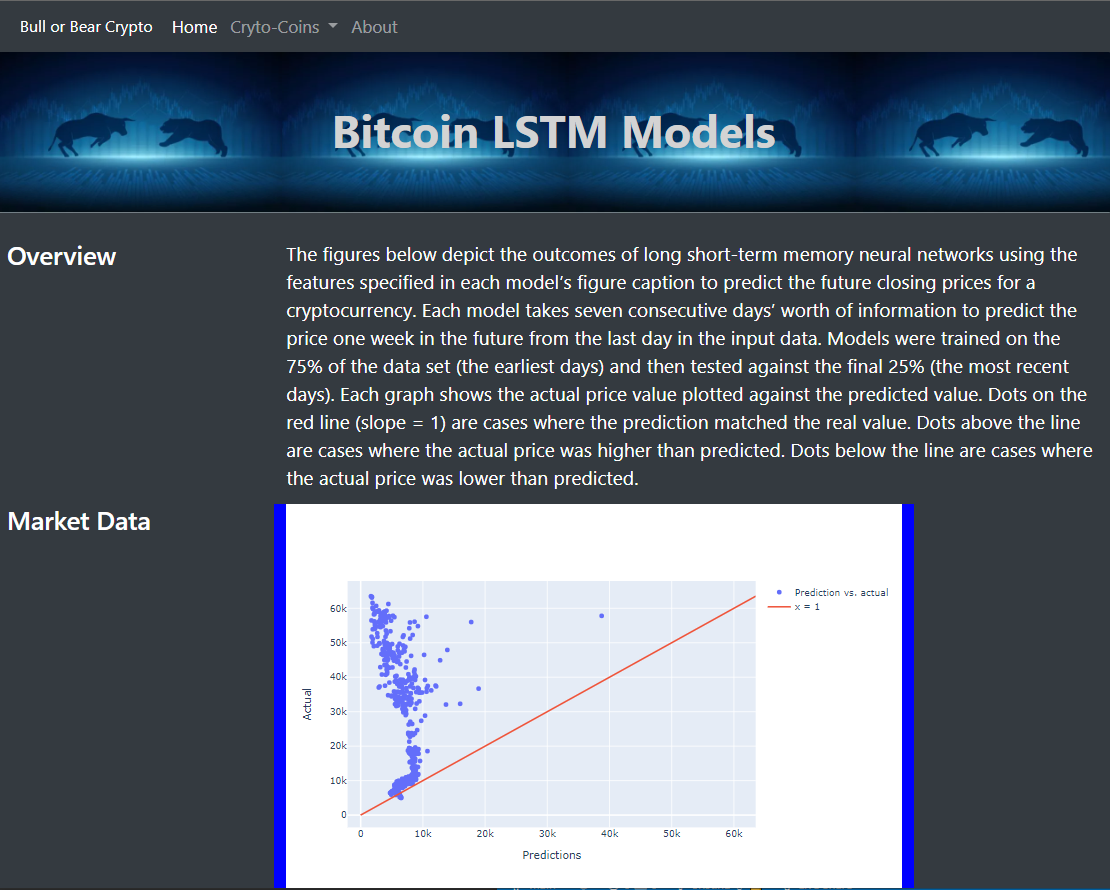 Bull or Bear Crypto Home Cryto-Coins About
Bitcoin LSTM Models
Overview
The figures below depict the outcomes of long short-term memory neural networks using the
features specified in each model’s figure caption to predict the future closing prices for a
cryptocurrency. Each model takes seven consecutive days’ worth of information to predict the
price one week in the future from the last day in the input data. Models were trained on the
75% of the data set (the earliest days) and then tested against the final 25% (the most recent
days). Each graph shows the actual price value plotted against the predicted value. Dots on the
red line (slope = 1) are cases where the prediction matched the real value. Dots above the line
are cases where the actual price was higher than predicted. Dots below the line are cases where
the actual price was lower than predicted.
Market Data
Prediction vs. actual
x = 1
60k
50k
40k
30k
20k
10k
0
Actual
0 10k 20k 30k 40k 50k 60k
Predictions